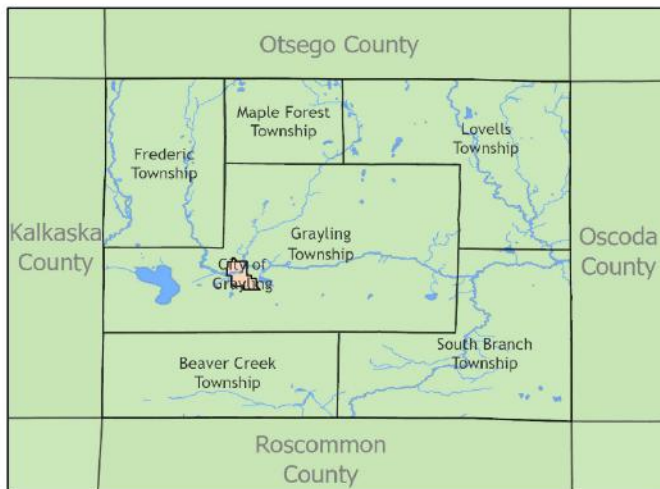 Otsego County
Maple Forest
Township
Lovells
Township
Frederic
Township
Kalkaska
County
Grayling
Township
Oscoda
County
City of
Grayling
South Branch
Township
Beaver Creek
Township
Roscommon
County